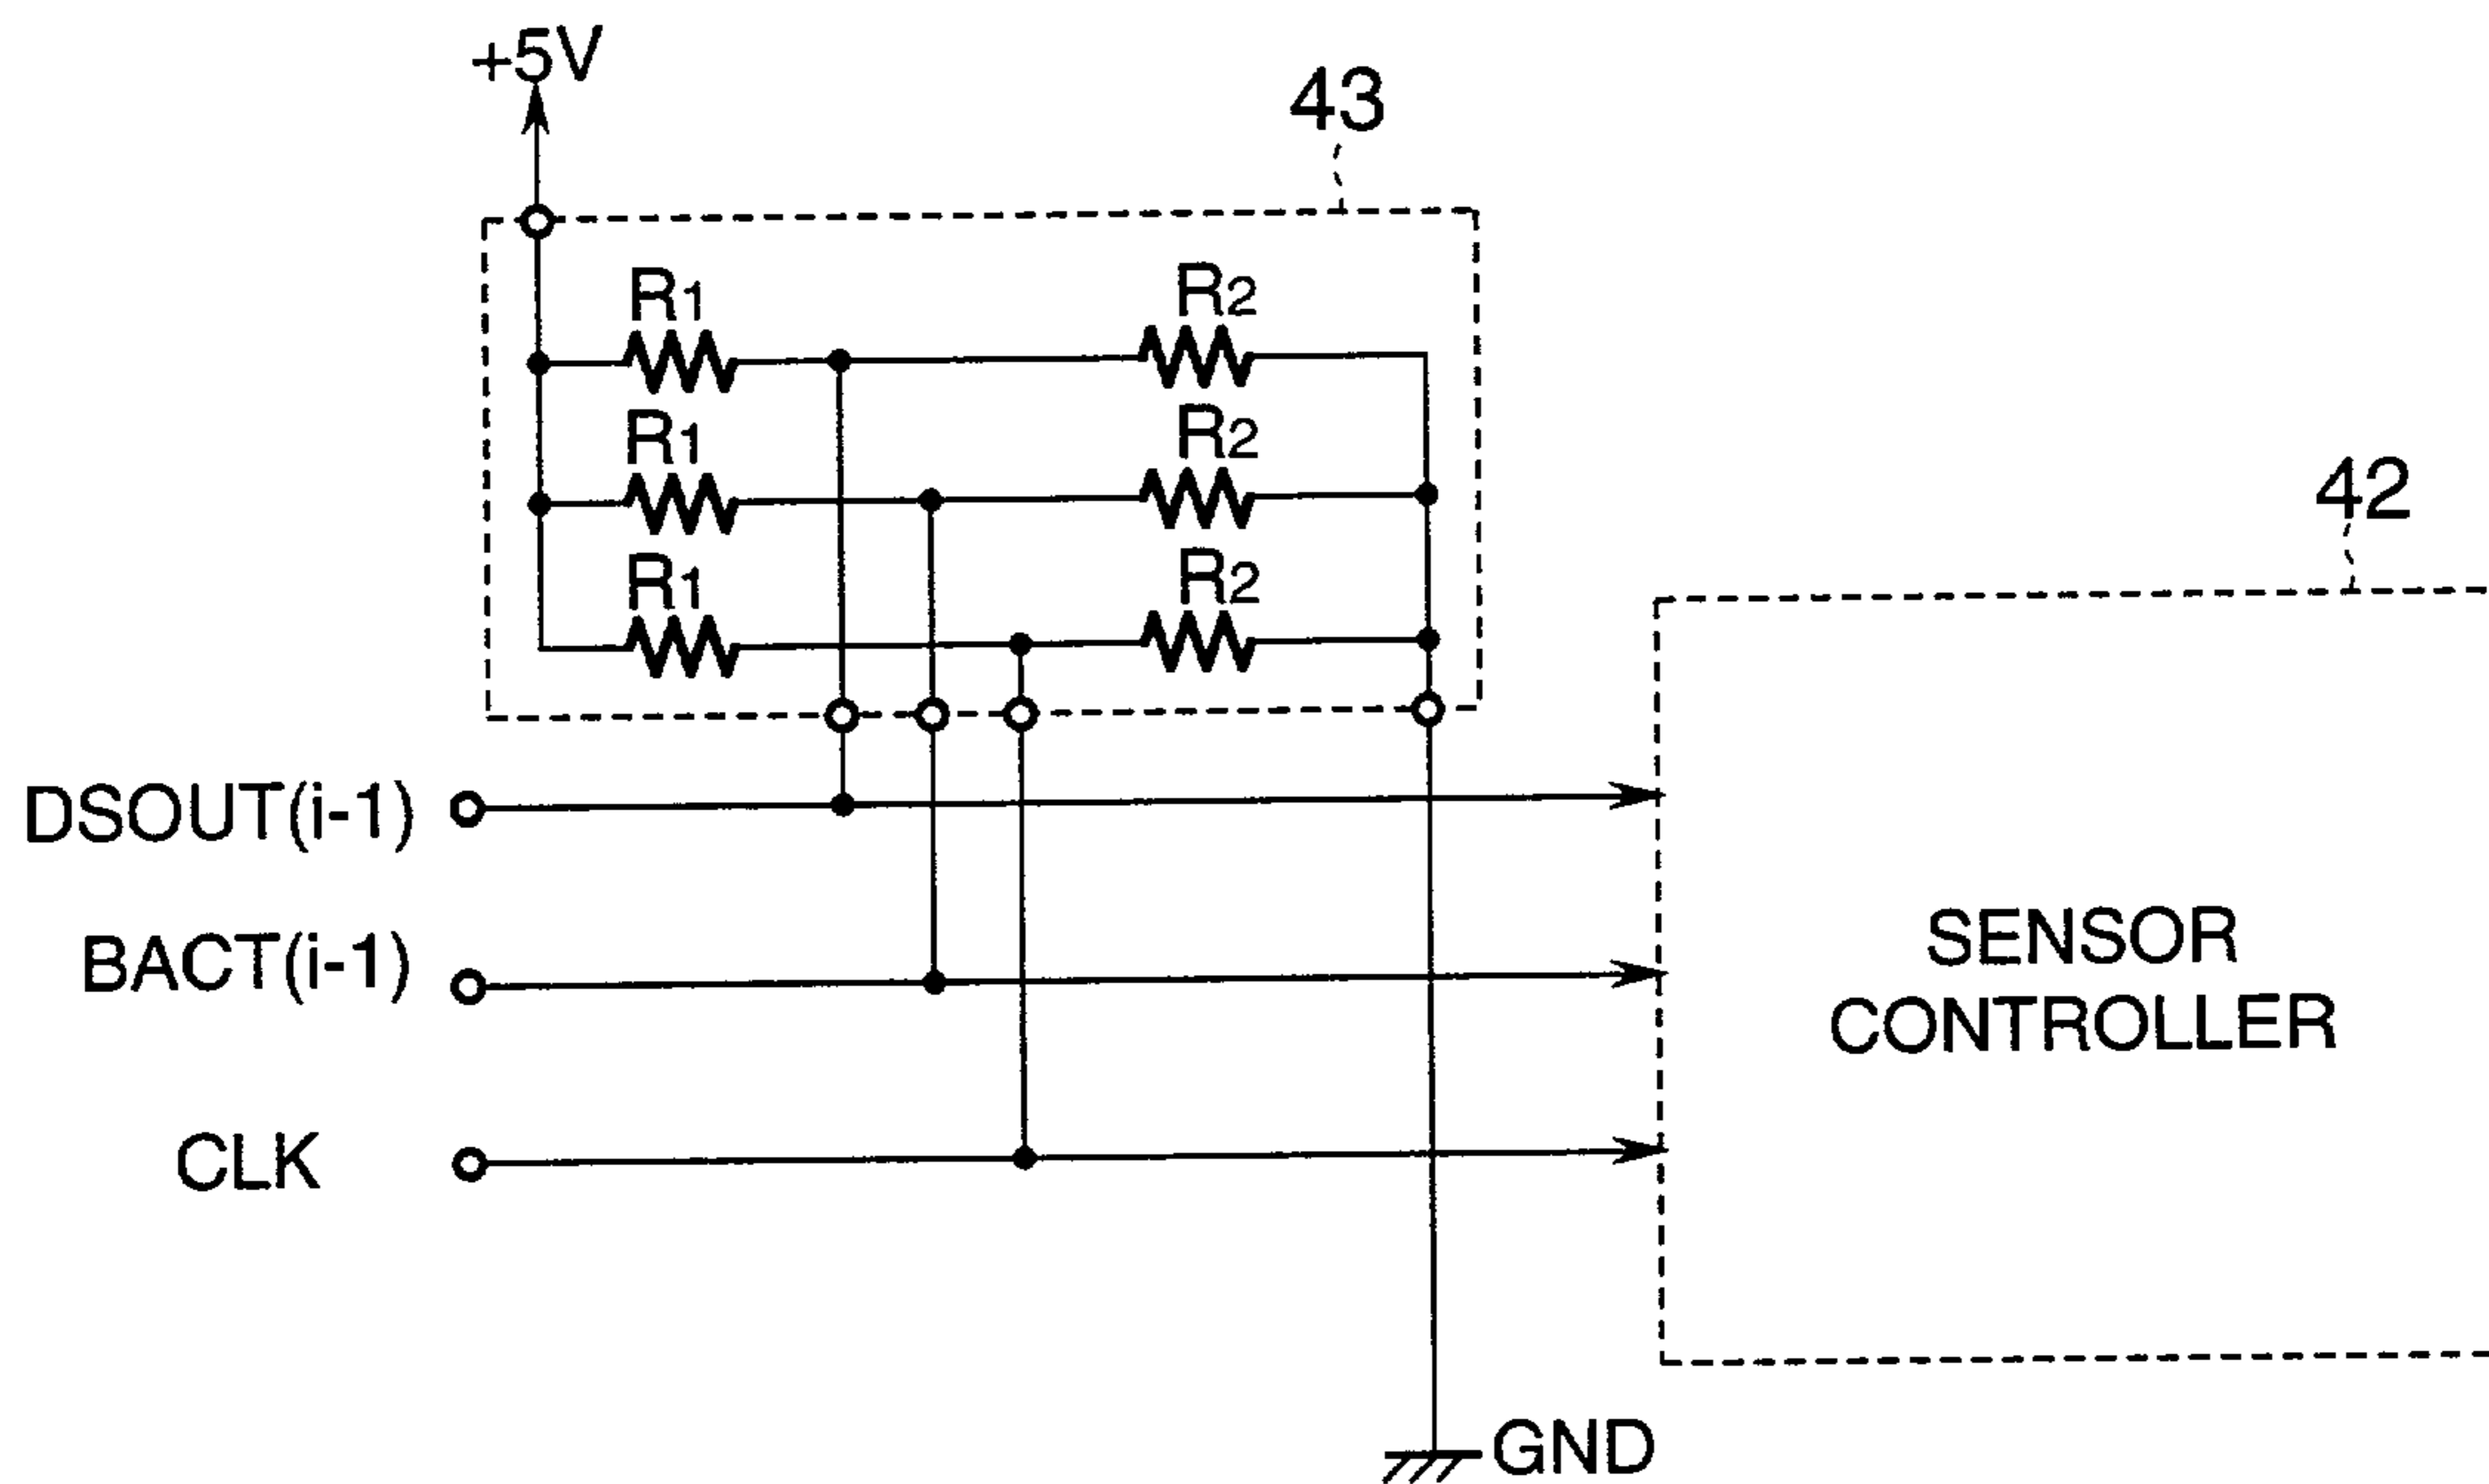 +5V
43
R1
R2
R1
R2
R1
R2
42
DSOUT(i-1)
BACT(i-1)
CLK
SENSOR
CONTROLLER
GND